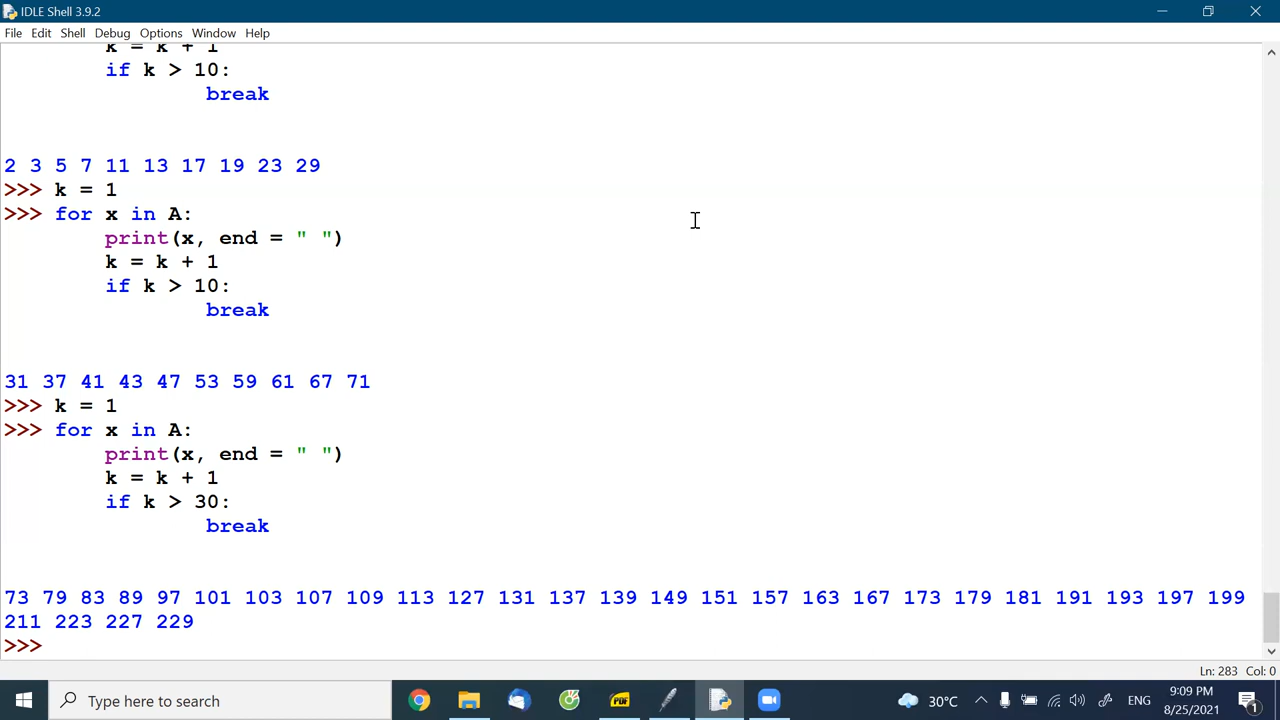 IDLE Shell 3.9.2
File Edit Shell Debug Options Window Help
k = k + 1
if k > 10:
break
2 3 5 7 11 13 17 19 23 29
>>> k = 1
>>> for x in A:
print(x, end = " ")
k = k + 1
if k > 10:
break
31 37 41 43 47 53 59 61 67 71
>>> k = 1
>>> for x in A:
print(x, end = " ")
k = k + 1
if k > 30:
break
73 79 83 89 97 101 103 107 109 113 127 131 137 139 149 151 157 163 167 173 179 181 191 193 197 199
211 223 227 229
>>>
Ln: 283 Col: 0
Type here to search
PDF
30°C
ENG
9:09 PM
8/25/2021
1